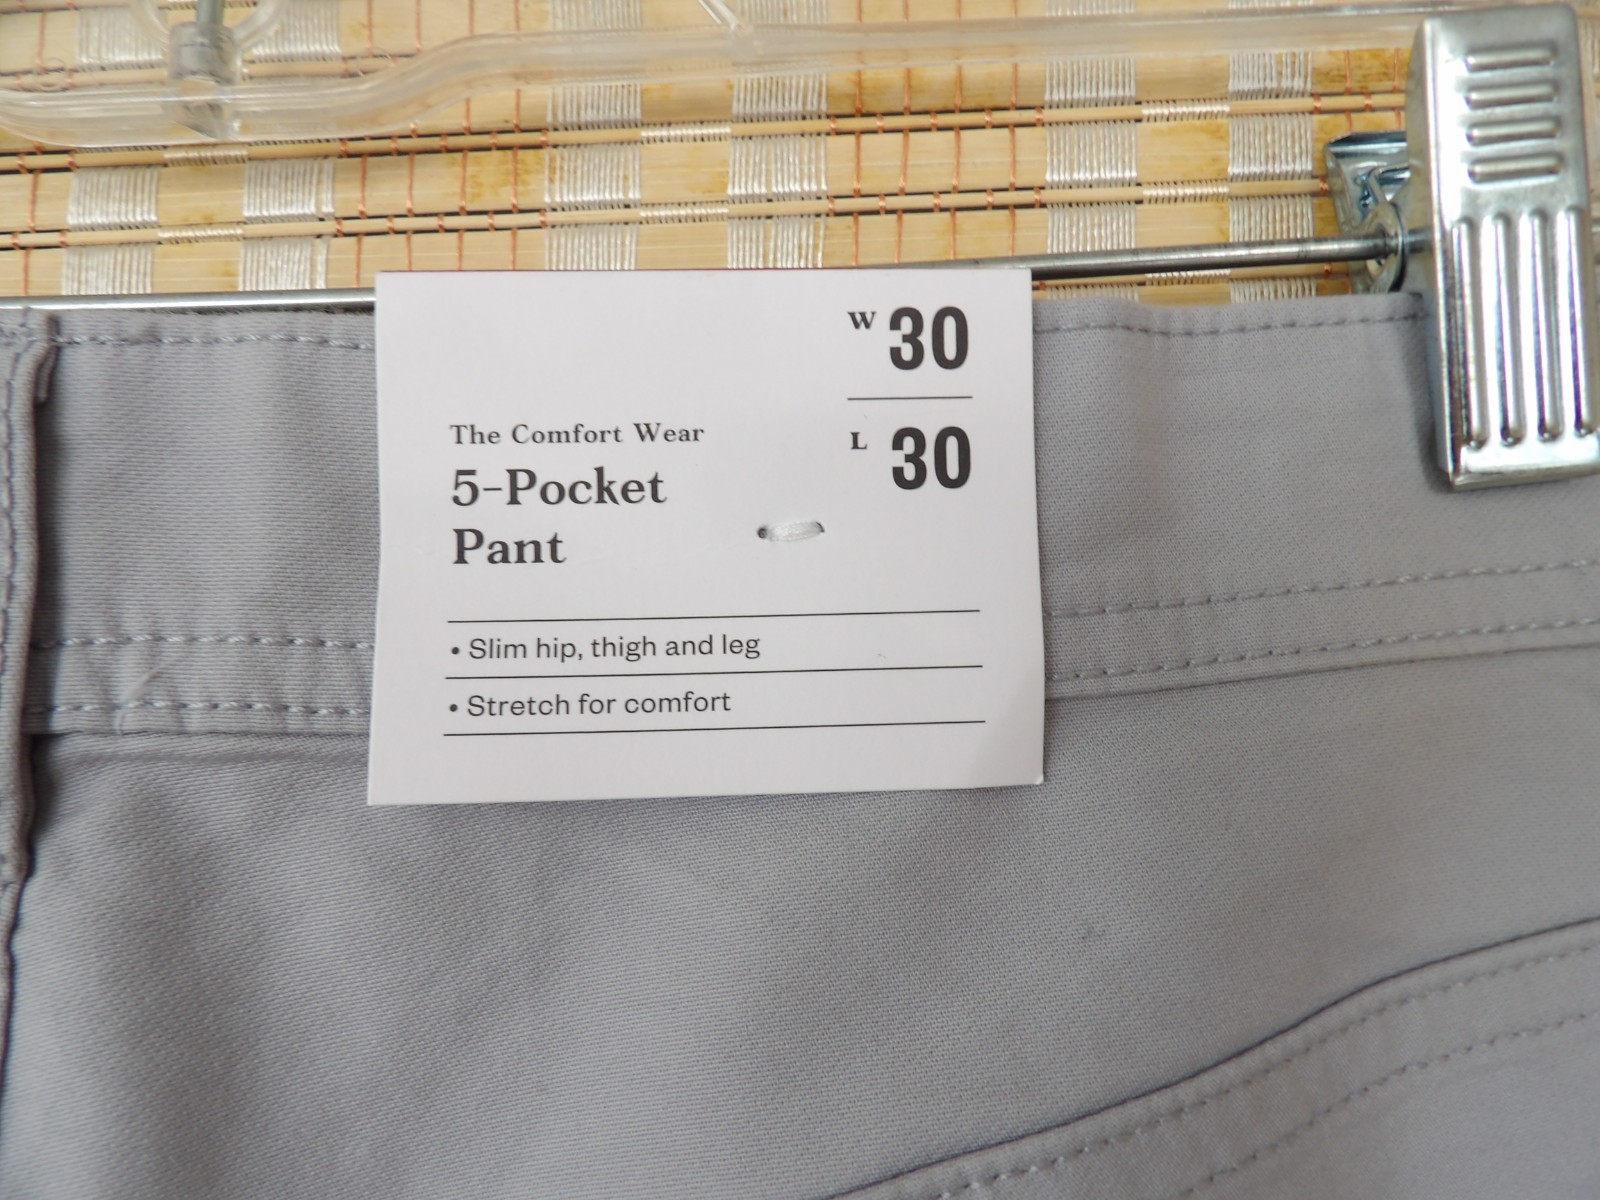 W 30
L 30
The Comfort Wear
5-Pocket
Pant
• Slim hip, thigh and leg
• Stretch for comfort